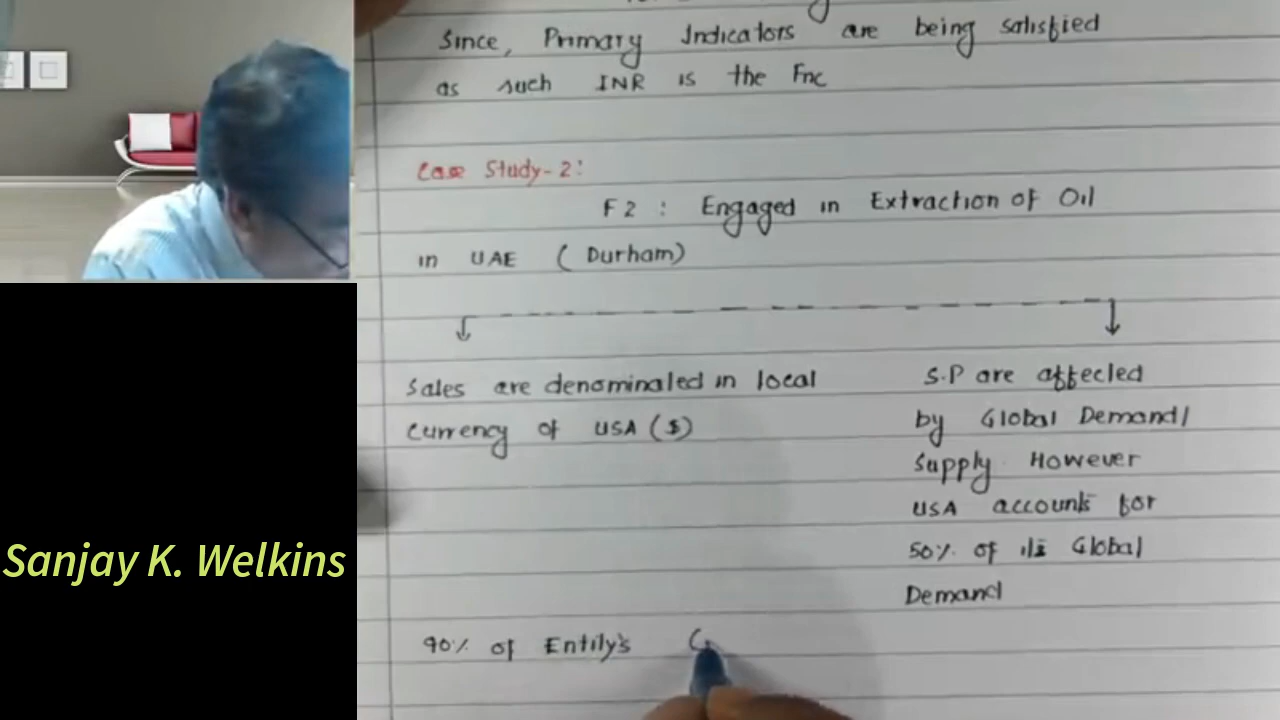 Since, Primary Indicators are being satisfied
as such INR is the Fnc
Case Study-2:
F2 : Engaged in Extraction of Oil
in UAE ( Durham)
Sales are denominated in local
currency of USA ($)
S.P are affected
by Global Demand/
Supply However
USA accounts for
50% of its Global
Demand
90% of Entity's
Sanjay K. Welkins